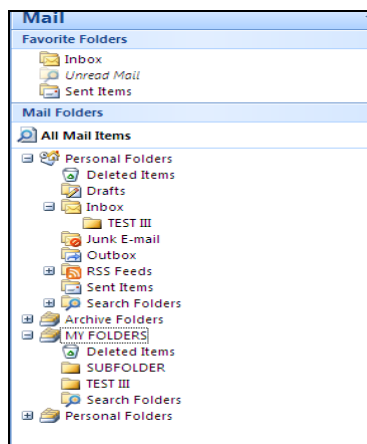 Mail
Favorite Folders
Inbox
Unread Mail
Sent Items
Mail Folders
All Mail Items
Personal Folders
Deleted Items
Drafts
Inbox
TEST III
Junk E-mail
Outbox
RSS Feeds
Sent Items
Search Folders
Archive Folders
MY FOLDERS
Deleted Items
SUBFOLDER
TEST III
Search Folders
Personal Folders